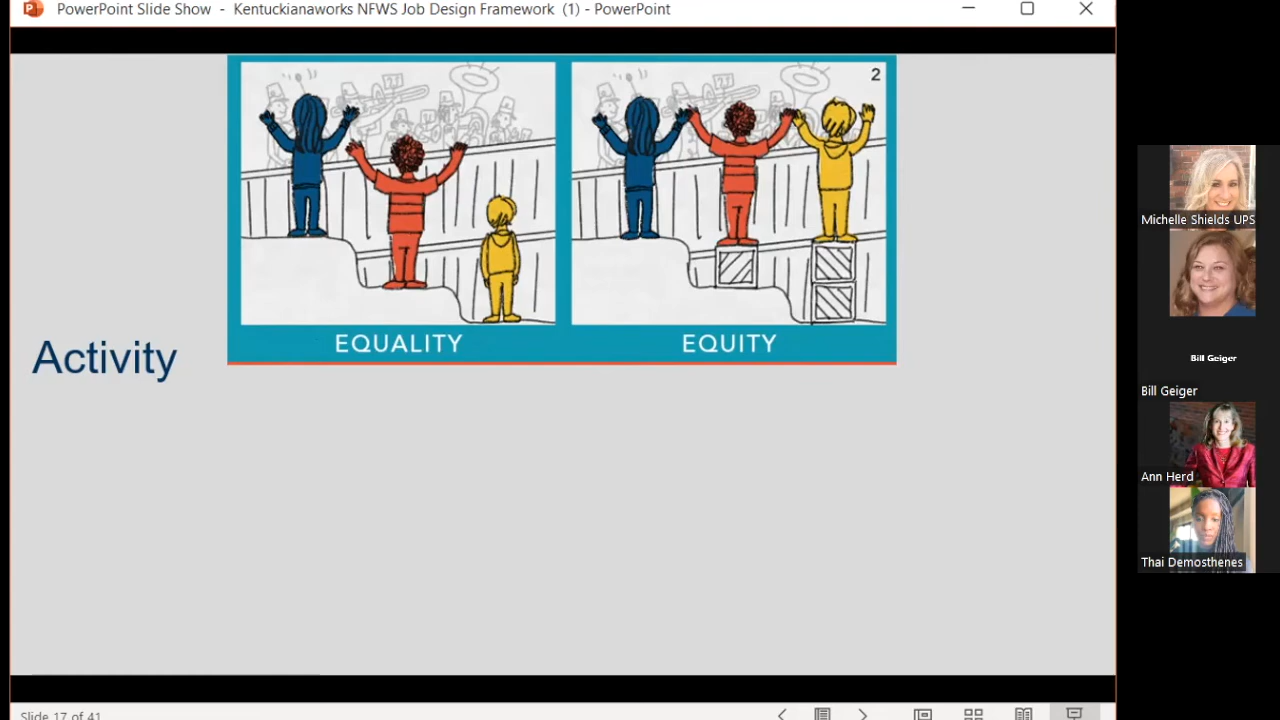 PowerPoint Slide Show - Kentuckianaworks NFWS Job Design Framework (1) - PowerPoint
2
EQUALITY
EQUITY
Activity
Michelle Shields UPS
Bill Geiger
Bill Geiger
Ann Herd
Thai Demosthenes
Slide 17 of 41